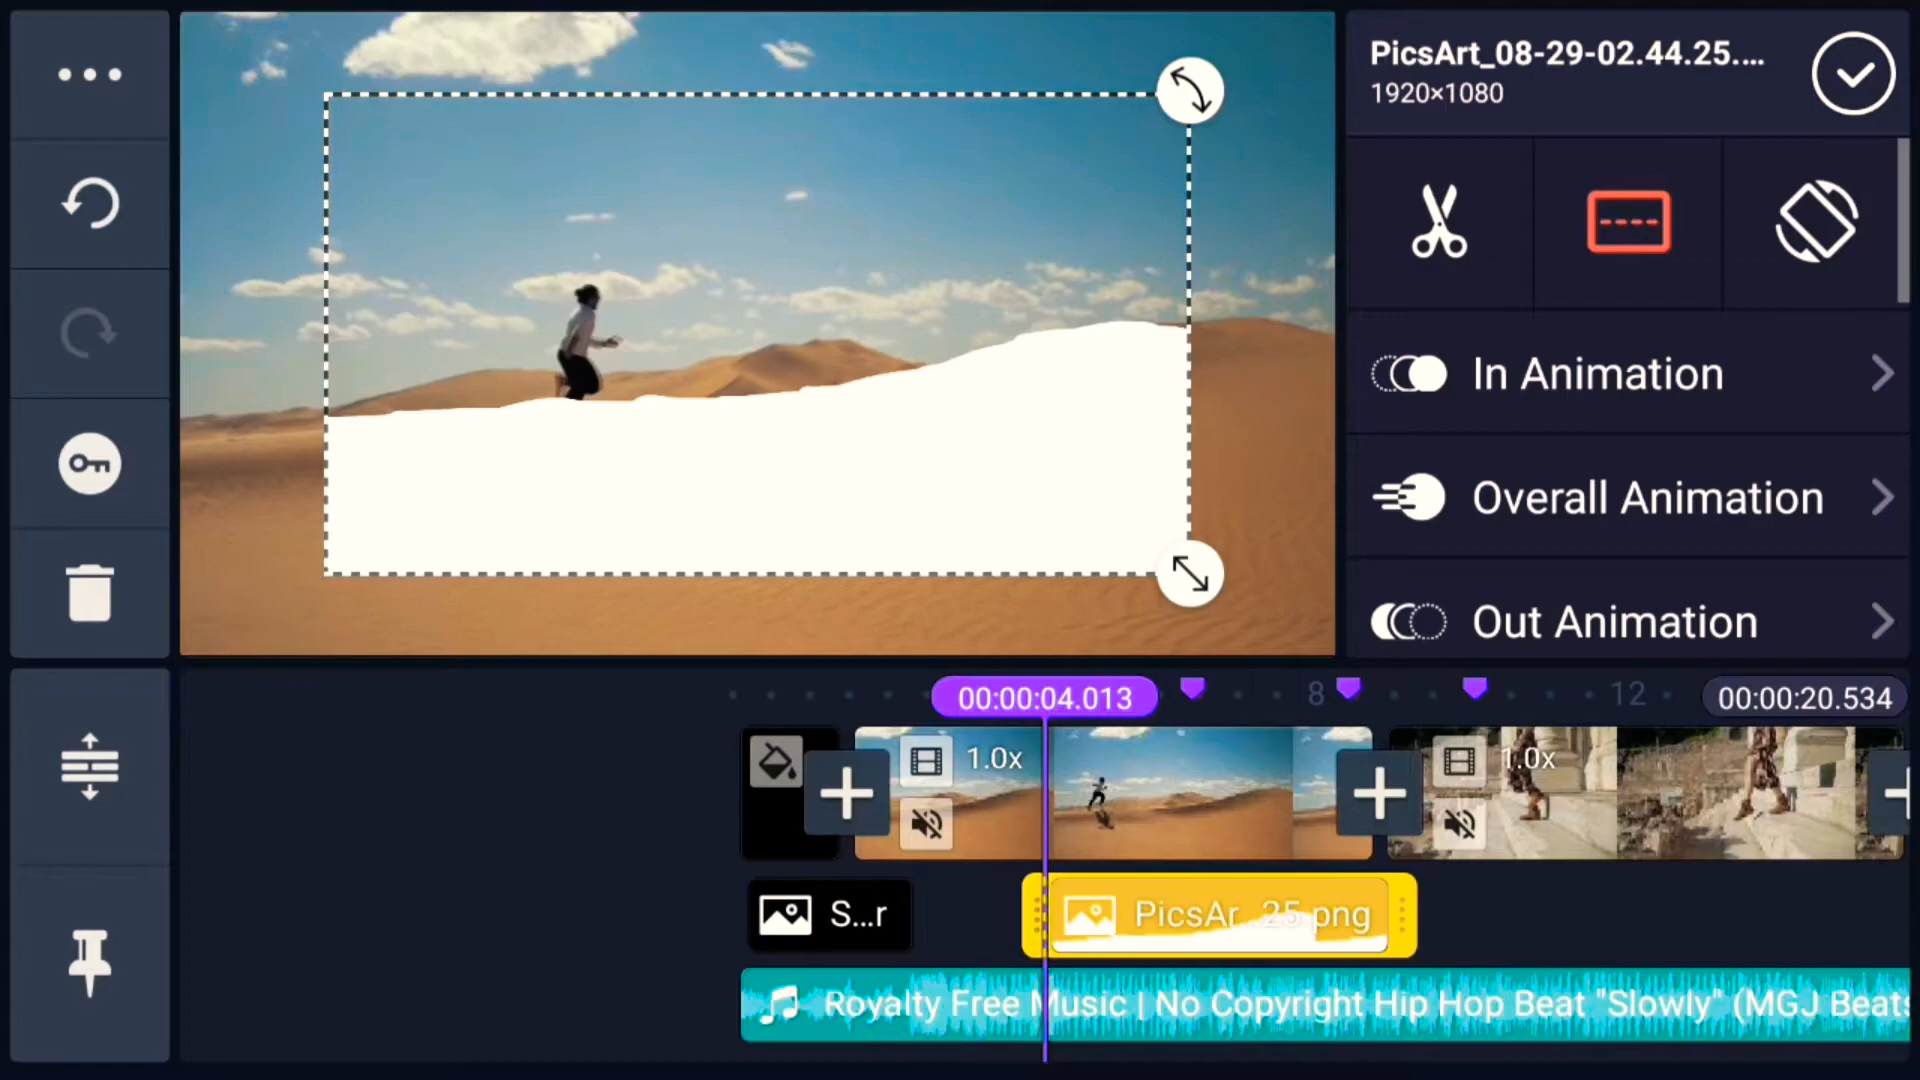 PicsArt_08-29-02.44.25....
1920×1080
In Animation
Overall Animation
Out Animation
00:00:04.013
8
12
00:00:20.534
1.0x
1.0x
S...r
PicsAr...25.png
Royalty Free Music | No Copyright Hip Hop Beat "Slowly" (MGJ Beats